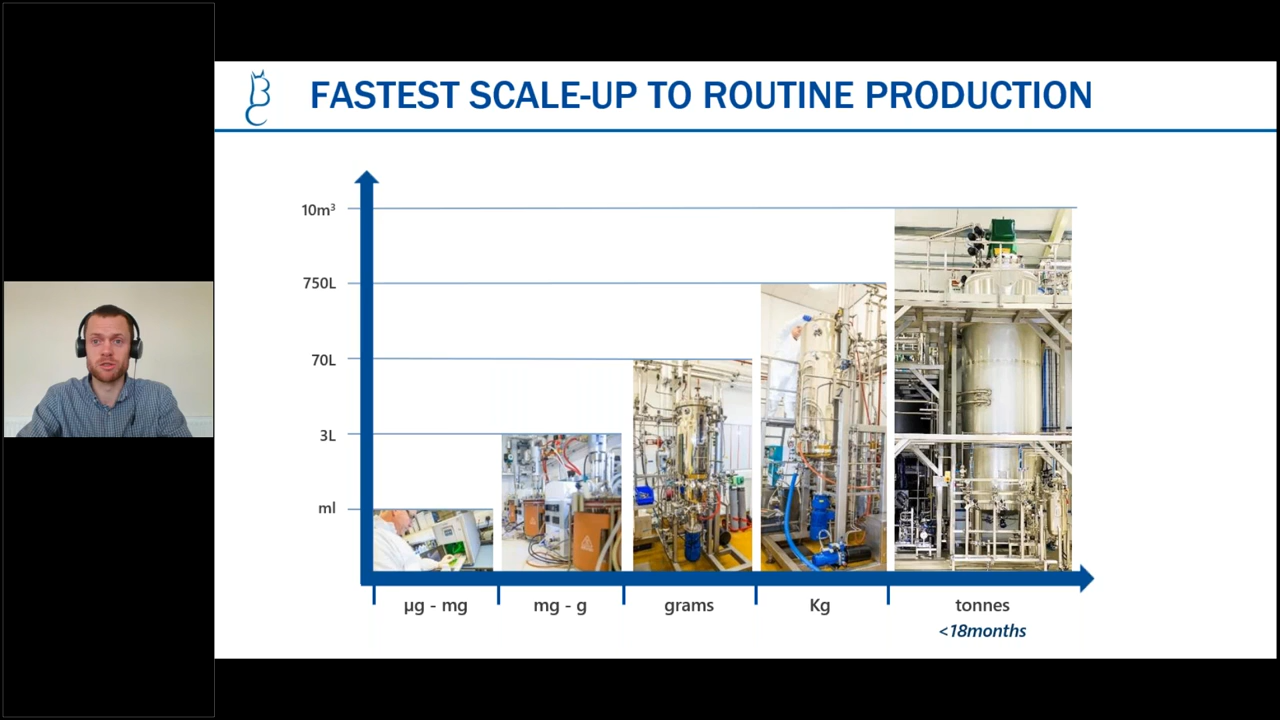 FASTEST SCALE-UP TO ROUTINE PRODUCTION
10m³
750L
70L
3L
ml
µg - mg
mg - g
grams
Kg
tonnes
<18months